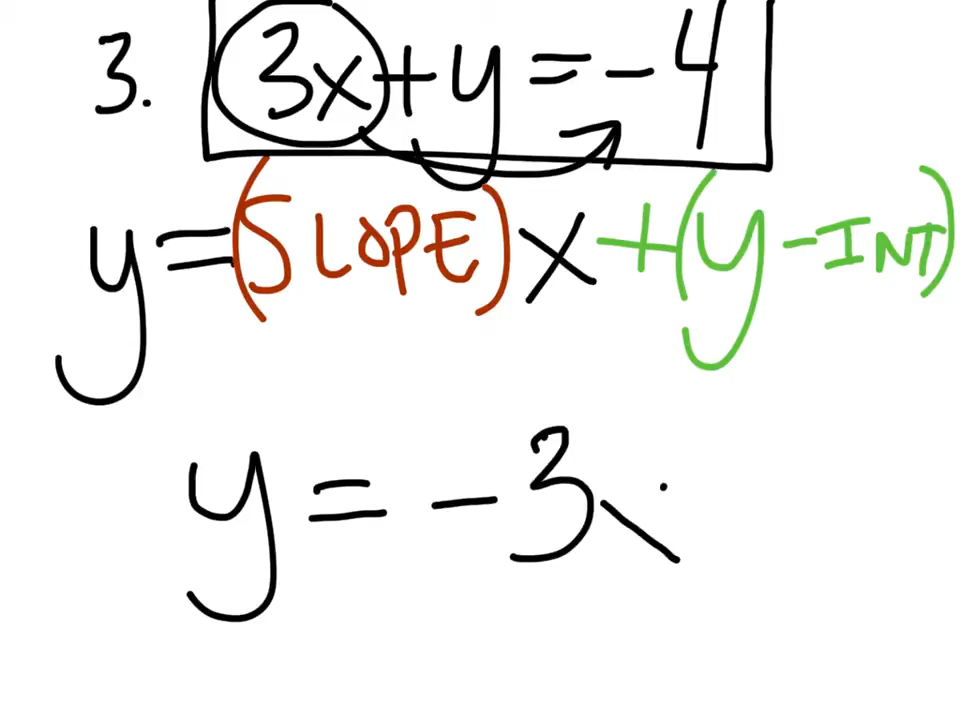 3. 3x + y = -4
y = (SLOPE) x + (y-INT)
y = -3